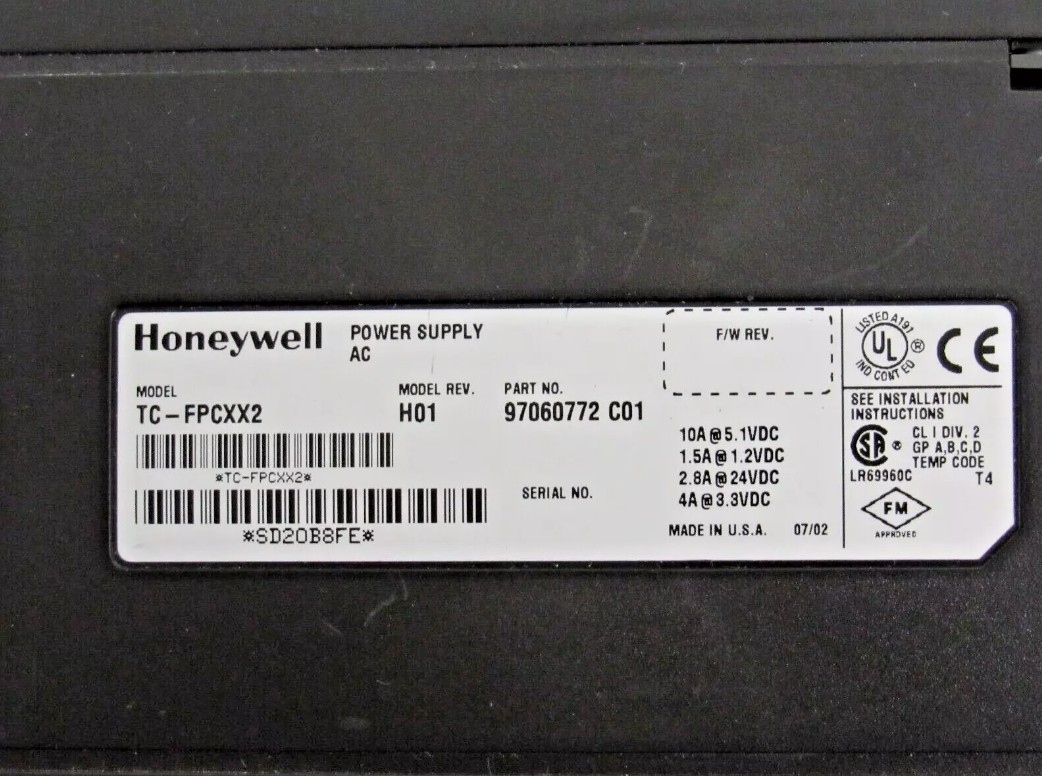 Honeywell
POWER SUPPLY
AC
MODEL
TC-FPCXX2
MODEL REV.
H01
PART NO.
97060772 C01
*TC-FPCXX2*
*SD20B8FE*
SERIAL NO.
F/W REV.
10A@5.1VDC
1.5A@1.2VDC
2.8A@24VDC
4A@3.3VDC
MADE IN U.S.A. 07/02
LISTED A191
UL ®
IND CONT EQ
CE
SEE INSTALLATION
INSTRUCTIONS
SA ®
LR69960C
CL I DIV. 2
GP A,B,C,D
TEMP CODE
T4
FM
APPROVED